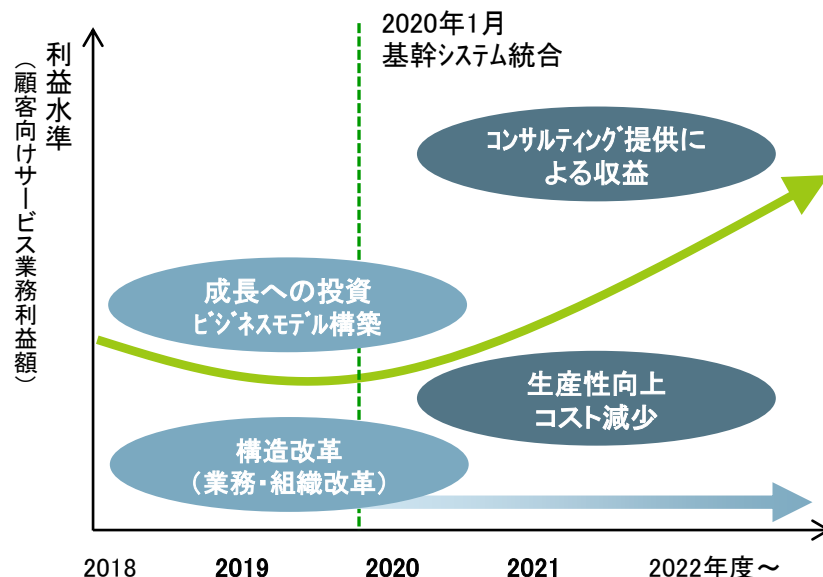 2020年1月
基幹システム統合
利益水準
（顧客向けサービス業務利益額）
コンサルティング提供に
よる収益
成長への投資
ビジネスモデル構築
生産性向上
コスト減少
構造改革
（業務・組織改革）
2018 2019 2020 2021 2022年度～